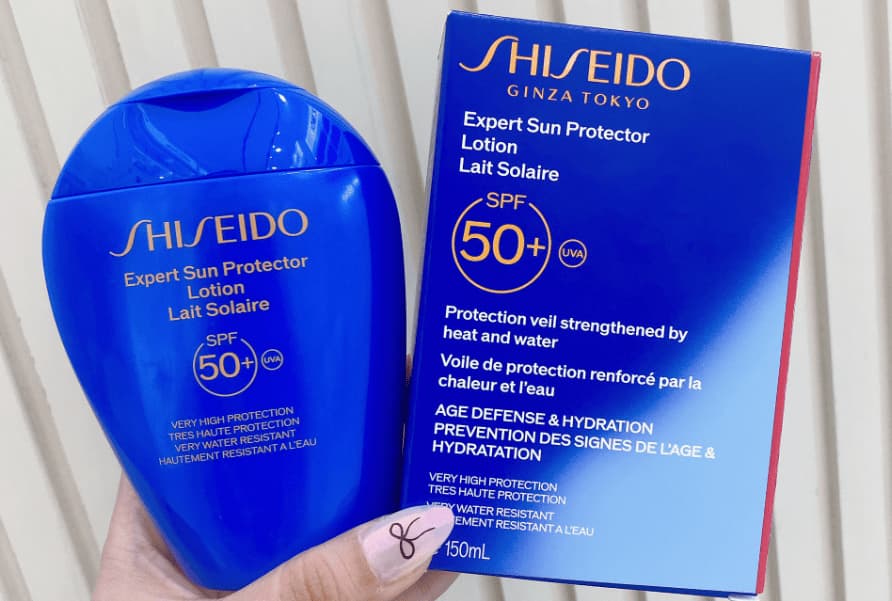 SHISEIDO
Expert Sun Protector
Lotion
Lait Solaire
SPF
50+
UVA
VERY HIGH PROTECTION
TRES HAUTE PROTECTION
VERY WATER RESISTANT
HAUTEMENT RESISTANT A L'EAU
SHISEIDO
GINZA TOKYO
Expert Sun Protector
Lotion
Lait Solaire
SPF
50+
UVA
Protection veil strengthened by
heat and water
Voile de protection renforcé par la
chaleur et l'eau
AGE DEFENSE & HYDRATION
PREVENTION DES SIGNES DE L'AGE &
HYDRATATION
VERY HIGH PROTECTION
TRES HAUTE PROTECTION
VERY WATER RESISTANT
TEMENT RESISTANT A L'EAU
150mL